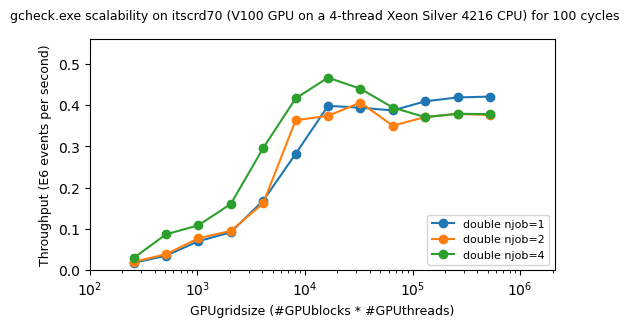 gcheck.exe scalability on itscrd70 (V100 GPU on a 4-thread Xeon Silver 4216 CPU) for 100 cycles
Throughput (E6 events per second)
0.5
0.4
0.3
0.2
0.1
0.0
10²
10³
10⁴
10⁵
10⁶
GPUgridsize (#GPUblocks * #GPUthreads)
double njob=1
double njob=2
double njob=4